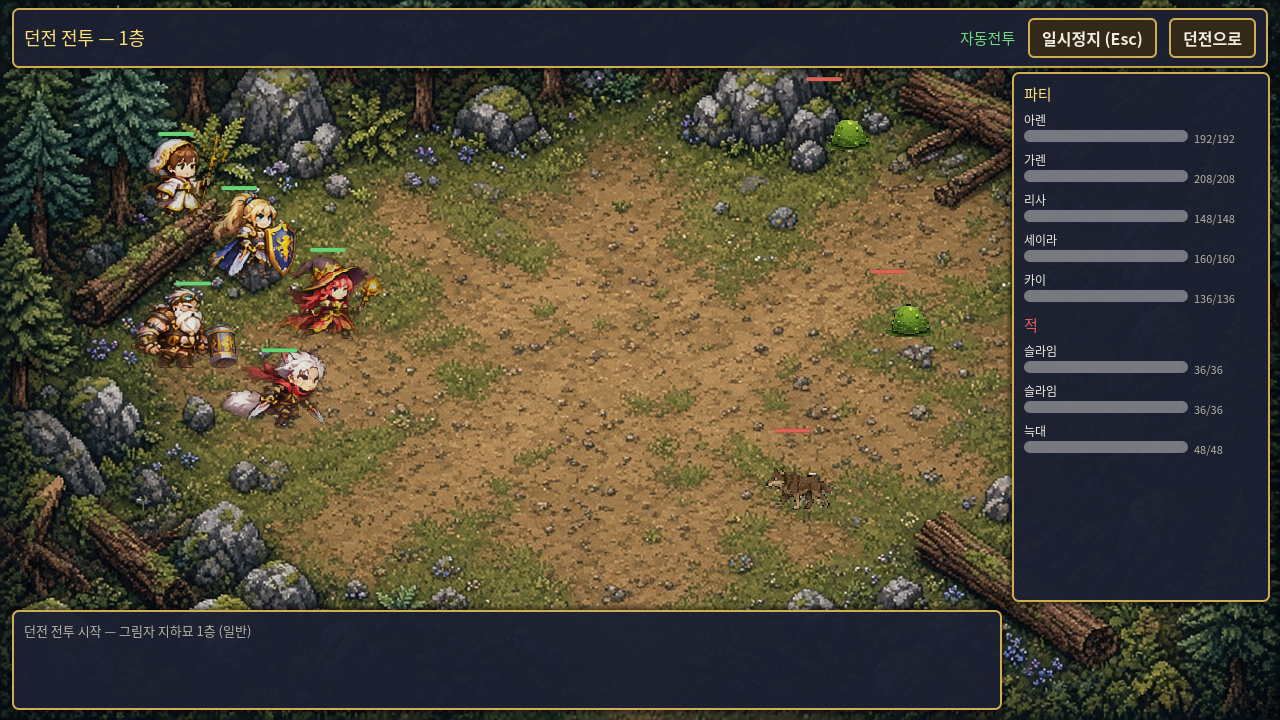 던전 전투 — 1층
자동전투
일시정지 (Esc)
던전으로
파티
아렌
192/192
가렌
208/208
리사
148/148
세이라
160/160
카이
136/136
적
슬라임
36/36
슬라임
36/36
늑대
48/48
던전 전투 시작 — 그림자 지하묘 1층 (일반)